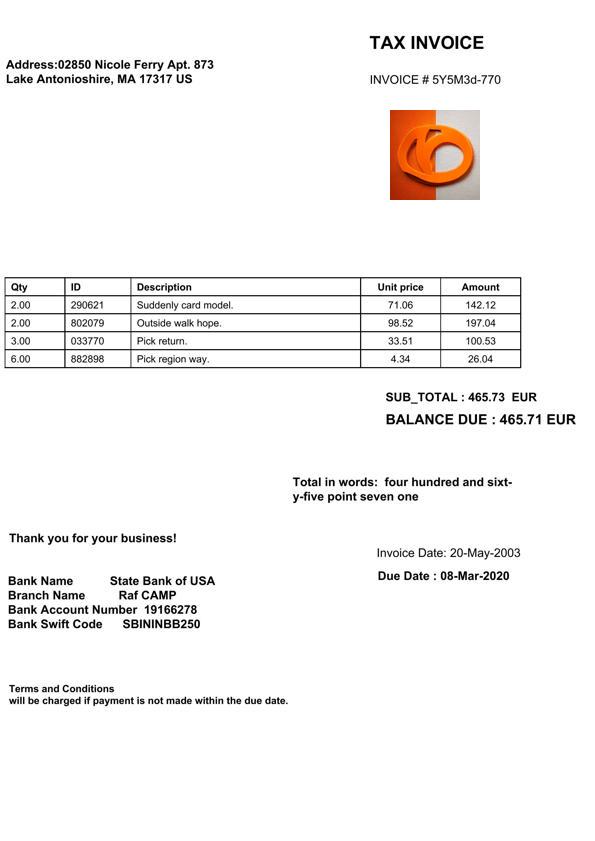 TAX INVOICE
Address:02850 Nicole Ferry Apt. 873
Lake Antonioshire, MA 17317 US
INVOICE # 5Y5M3d-770
Qty ID Description Unit price Amount
2.00 290621 Suddenly card model. 71.06 142.12
2.00 802079 Outside walk hope. 98.52 197.04
3.00 033770 Pick return. 33.51 100.53
6.00 882898 Pick region way. 4.34 26.04
SUB_TOTAL : 465.73 EUR
BALANCE DUE : 465.71 EUR
Total in words: four hundred and sixt-
y-five point seven one
Thank you for your business!
Invoice Date: 20-May-2003
Due Date : 08-Mar-2020
Bank Name State Bank of USA
Branch Name Raf CAMP
Bank Account Number 19166278
Bank Swift Code SBININBB250
Terms and Conditions
will be charged if payment is not made within the due date.